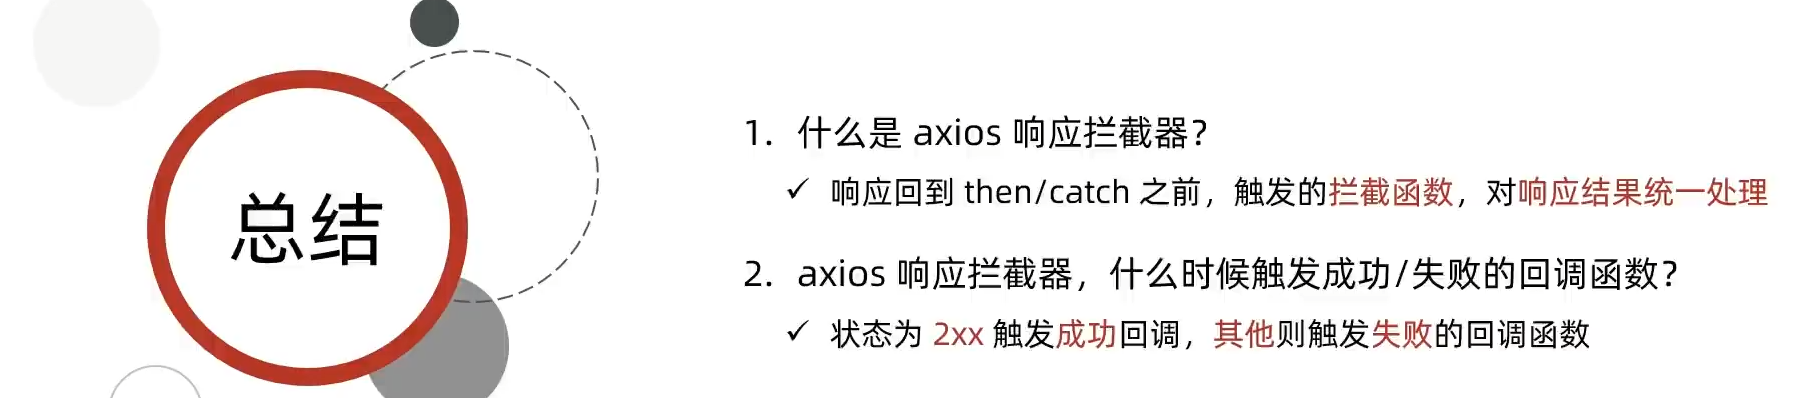 总结
1. 什么是 axios 响应拦截器？
✓ 响应回到 then/catch 之前，触发的拦截函数，对响应结果统一处理
2. axios 响应拦截器，什么时候触发成功/失败的回调函数？
✓ 状态为 2xx 触发成功回调，其他则触发失败的回调函数